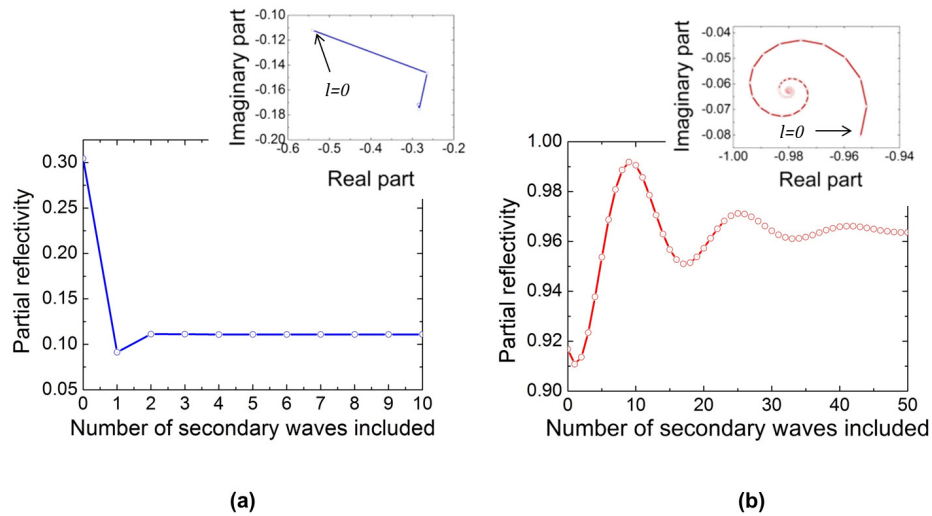 -0.10
-0.12
-0.14
-0.16
-0.18
-0.20
Imaginary part
l=0
-0.6 -0.5 -0.4 -0.3 -0.2
Real part
0.30
0.25
0.20
0.15
0.10
0.05
Partial reflectivity
0 1 2 3 4 5 6 7 8 9 10
Number of secondary waves included
(a)
-0.04
-0.05
-0.06
-0.07
-0.08
Imaginary part
l=0
-1.00 -0.98 -0.96 -0.94
Real part
1.00
0.98
0.96
0.94
0.92
0.90
Partial reflectivity
0 10 20 30 40 50
Number of secondary waves included
(b)